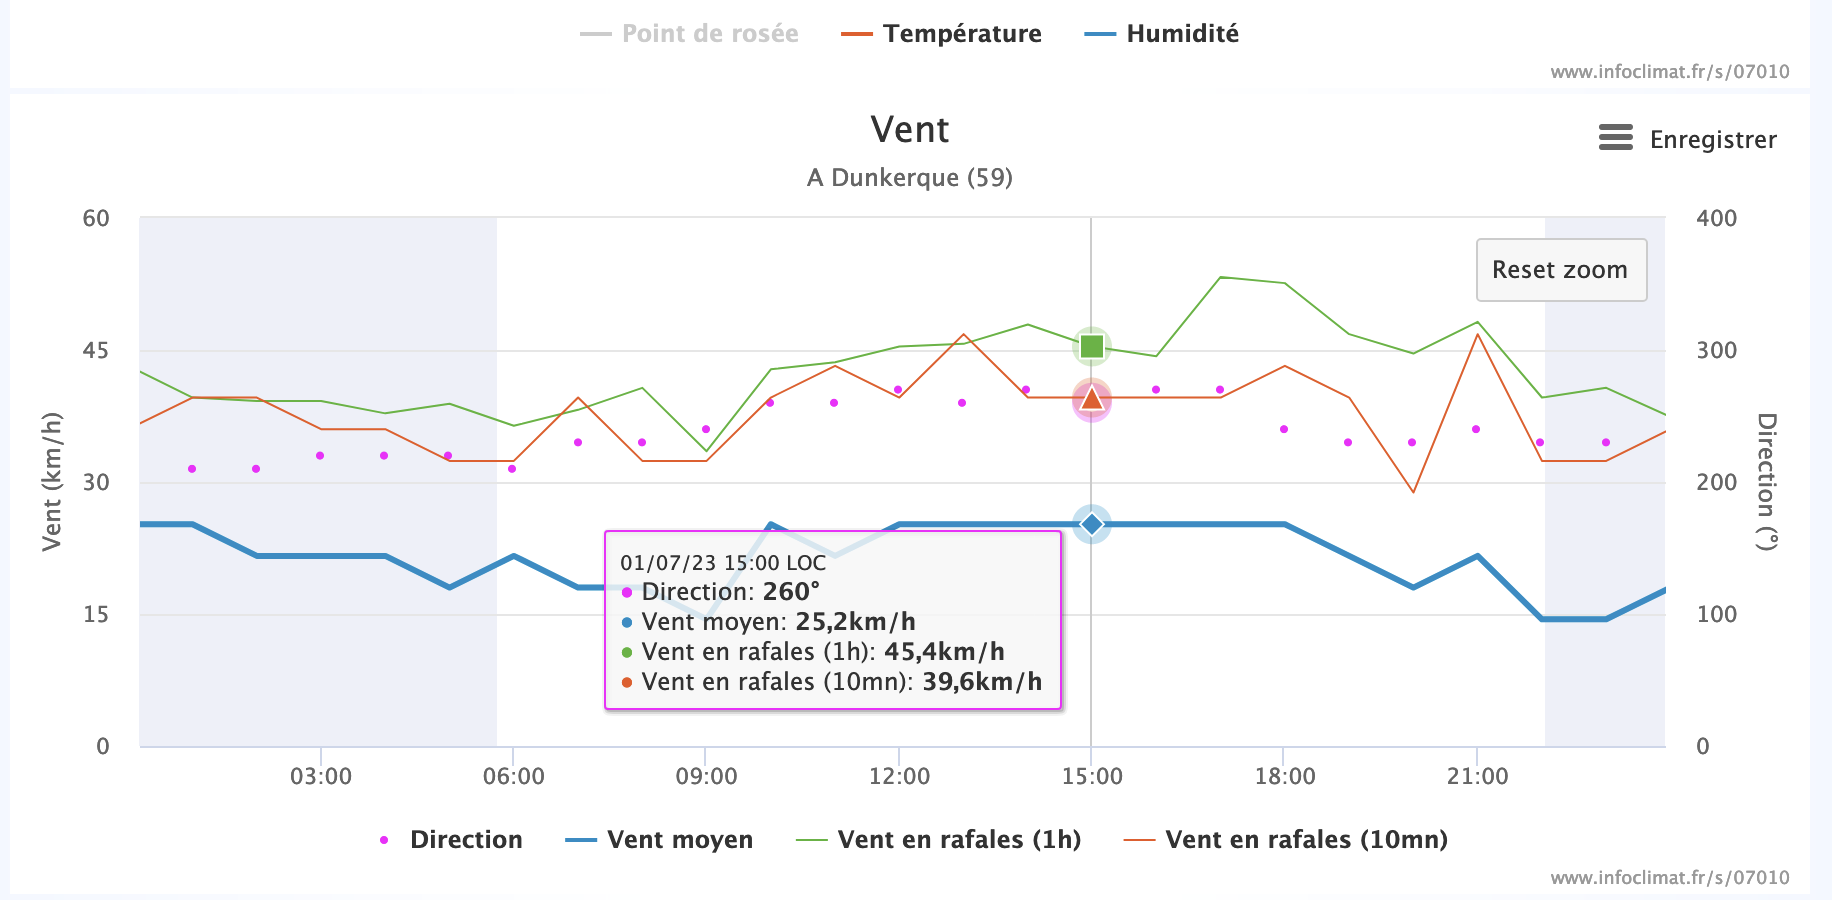 Point de rosée Température Humidité
www.infoclimat.fr/s/07010
Vent
Enregistrer
A Dunkerque (59)
60 400
Reset zoom
45 300
Vent (km/h)
Direction (°)
30 200
01/07/23 15:00 LOC
Direction: 260°
15 100
Vent moyen: 25,2km/h
Vent en rafales (1h): 45,4km/h
Vent en rafales (10mn): 39,6km/h
0 0
03:00 06:00 09:00 12:00 15:00 18:00 21:00
Direction Vent moyen Vent en rafales (1h) Vent en rafales (10mn)
www.infoclimat.fr/s/07010